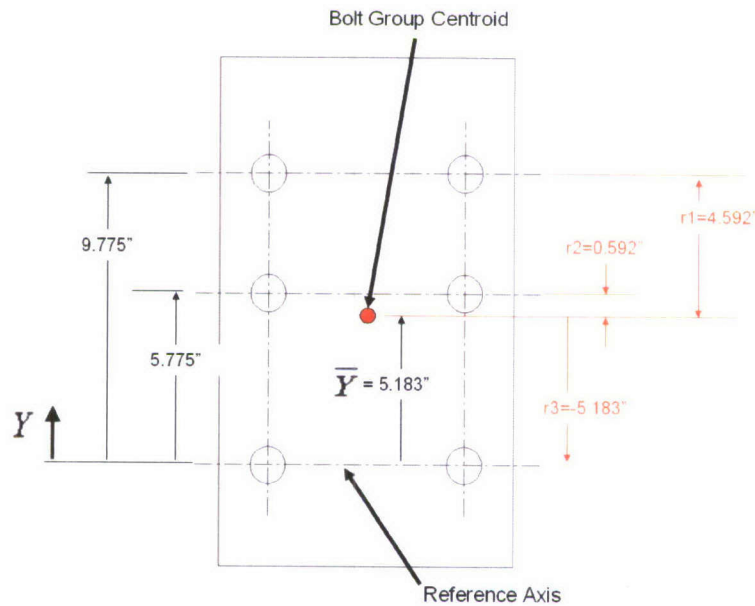 Bolt Group Centroid
9.775"
r1=4.592"
r2=0.592"
5.775"
Y = 5.183"
r3=-5.183"
Y
Reference Axis